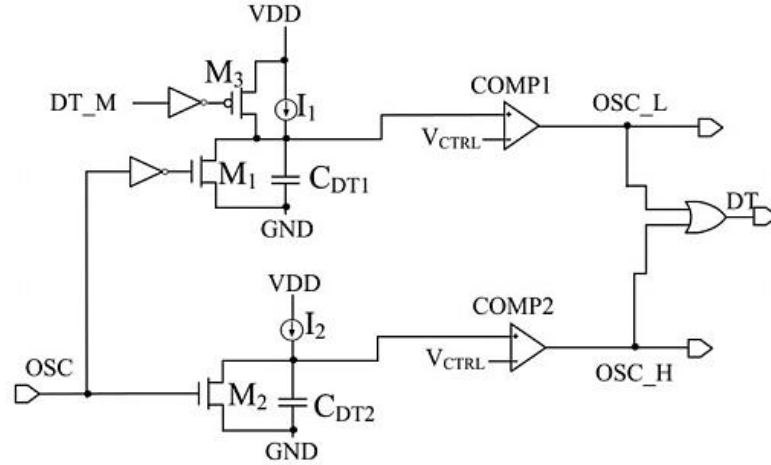 VDD
M3
DT_M
I1
COMP1
OSC_L
VCTRL
M1
CDT1
GND
DT
VDD
I2
COMP2
VCTRL
OSC
M2
CDT2
OSC_H
GND